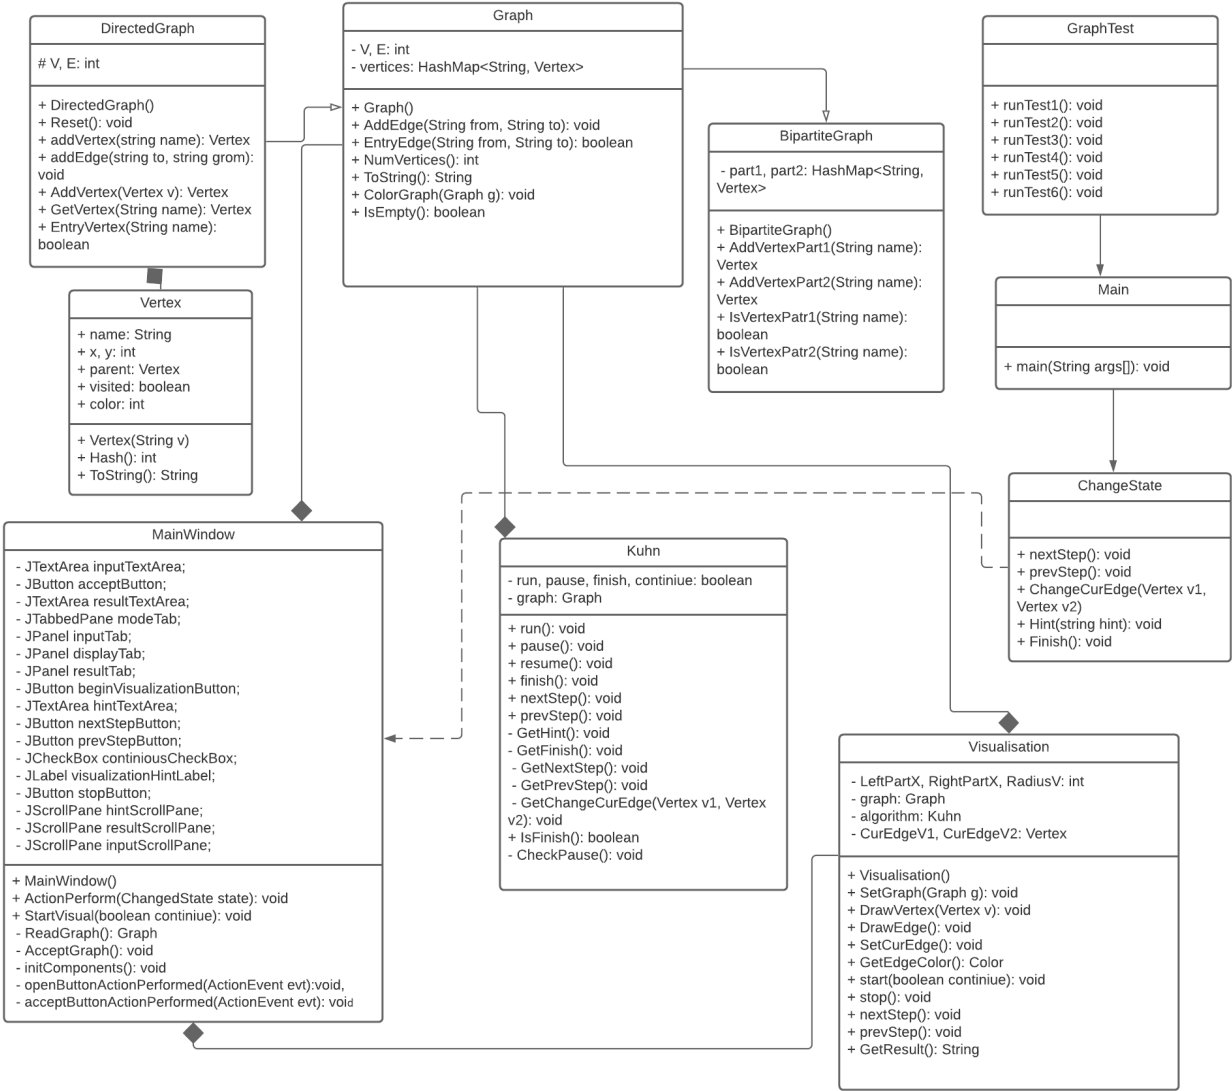 DirectedGraph
# V, E: int
+ DirectedGraph()
+ Reset(): void
+ addVertex(string name): Vertex
+ addEdge(string to, string grom):
void
+ AddVertex(Vertex v): Vertex
+ GetVertex(String name): Vertex
+ EntryVertex(String name):
boolean
Graph
- V, E: int
- vertices: HashMap<String, Vertex>
+ Graph()
+ AddEdge(String from, String to): void
+ EntryEdge(String from, String to): boolean
+ NumVertices(): int
+ ToString(): String
+ ColorGraph(Graph g): void
+ IsEmpty(): boolean
BipartiteGraph
- part1, part2: HashMap<String,
Vertex>
+ BipartiteGraph()
+ AddVertexPart1(String name):
Vertex
+ AddVertexPart2(String name):
Vertex
+ IsVertexPatr1(String name):
boolean
+ IsVertexPatr2(String name):
boolean
GraphTest
+ runTest1(): void
+ runTest2(): void
+ runTest3(): void
+ runTest4(): void
+ runTest5(): void
+ runTest6(): void
Main
+ main(String args[]): void
Vertex
+ name: String
+ x, y: int
+ parent: Vertex
+ visited: boolean
+ color: int
+ Vertex(String v)
+ Hash(): int
+ ToString(): String
ChangeState
+ nextStep(): void
+ prevStep(): void
+ ChangeCurEdge(Vertex v1,
Vertex v2)
+ Hint(string hint): void
+ Finish(): void
MainWindow
- JTextArea inputTextArea;
- JButton acceptButton;
- JTextArea resultTextArea;
- JTabbedPane modeTab;
- JPanel inputTab;
- JPanel displayTab;
- JPanel resultTab;
- JButton beginVisualizationButton;
- JTextArea hintTextArea;
- JButton nextStepButton;
- JButton prevStepButton;
- JCheckBox continiousCheckBox;
- JLabel visualizationHintLabel;
- JButton stopButton;
- JScrollPane hintScrollPane;
- JScrollPane resultScrollPane;
- JScrollPane inputScrollPane;
+ MainWindow()
+ ActionPerform(ChangedState state): void
+ StartVisual(boolean continiue): void
- ReadGraph(): Graph
- AcceptGraph(): void
- initComponents(): void
- openButtonActionPerformed(ActionEvent evt):void,
- acceptButtonActionPerformed(ActionEvent evt): void
Kuhn
- run, pause, finish, continiue: boolean
- graph: Graph
+ run(): void
+ pause(): void
+ resume(): void
+ finish(): void
+ nextStep(): void
+ prevStep(): void
- GetHint(): void
- GetFinish(): void
- GetNextStep(): void
- GetPrevStep(): void
- GetChangeCurEdge(Vertex v1, Vertex
v2): void
+ IsFinish(): boolean
- CheckPause(): void
Visualisation
- LeftPartX, RightPartX, RadiusV: int
- graph: Graph
- algorithm: Kuhn
- CurEdgeV1, CurEdgeV2: Vertex
+ Visualisation()
+ SetGraph(Graph g): void
+ DrawVertex(Vertex v): void
+ DrawEdge(): void
+ SetCurEdge(): void
+ GetEdgeColor(): Color
+ start(boolean continiue): void
+ stop(): void
+ nextStep(): void
+ prevStep(): void
+ GetResult(): String